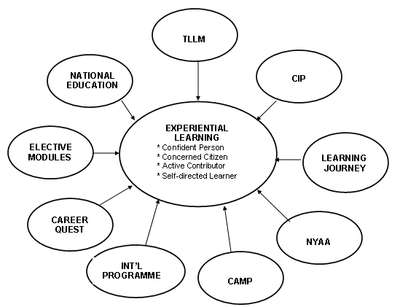 TLLM
NATIONAL
EDUCATION
CIP
EXPERIENTIAL
LEARNING
* Confident Person
* Concerned Citizen
* Active Contributor
* Self-directed Learner
ELECTIVE
MODULES
LEARNING
JOURNEY
CAREER
QUEST
NYAA
INT'L
PROGRAMME
CAMP